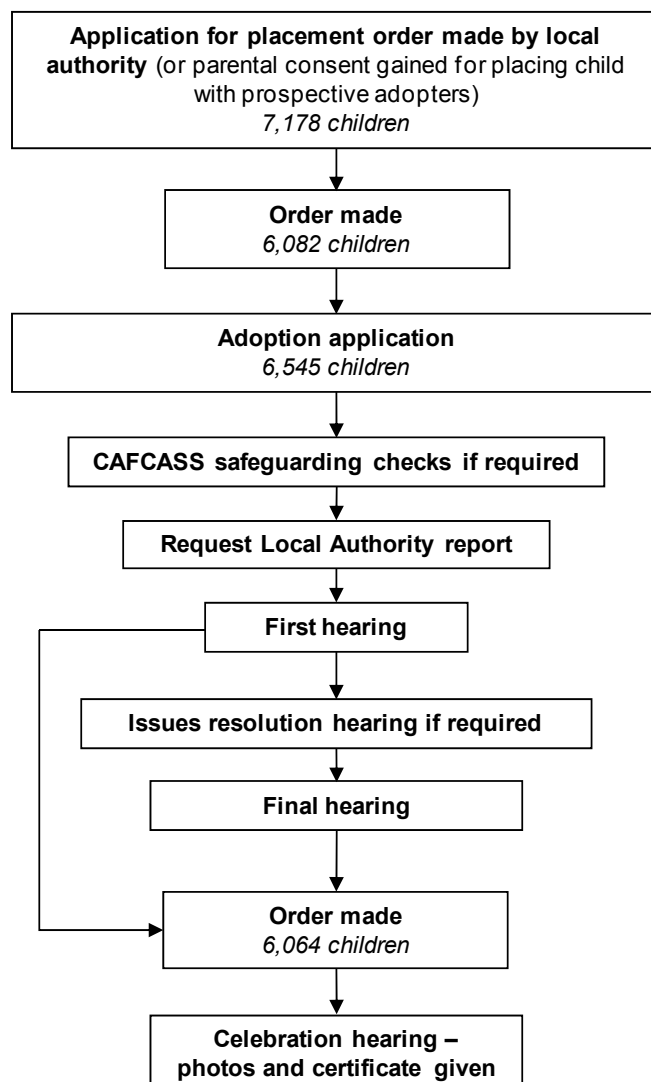 Application for placement order made by local
authority (or parental consent gained for placing child
with prospective adopters)
7,178 children
Order made
6,082 children
Adoption application
6,545 children
CAFCASS safeguarding checks if required
Request Local Authority report
First hearing
Issues resolution hearing if required
Final hearing
Order made
6,064 children
Celebration hearing –
photos and certificate given